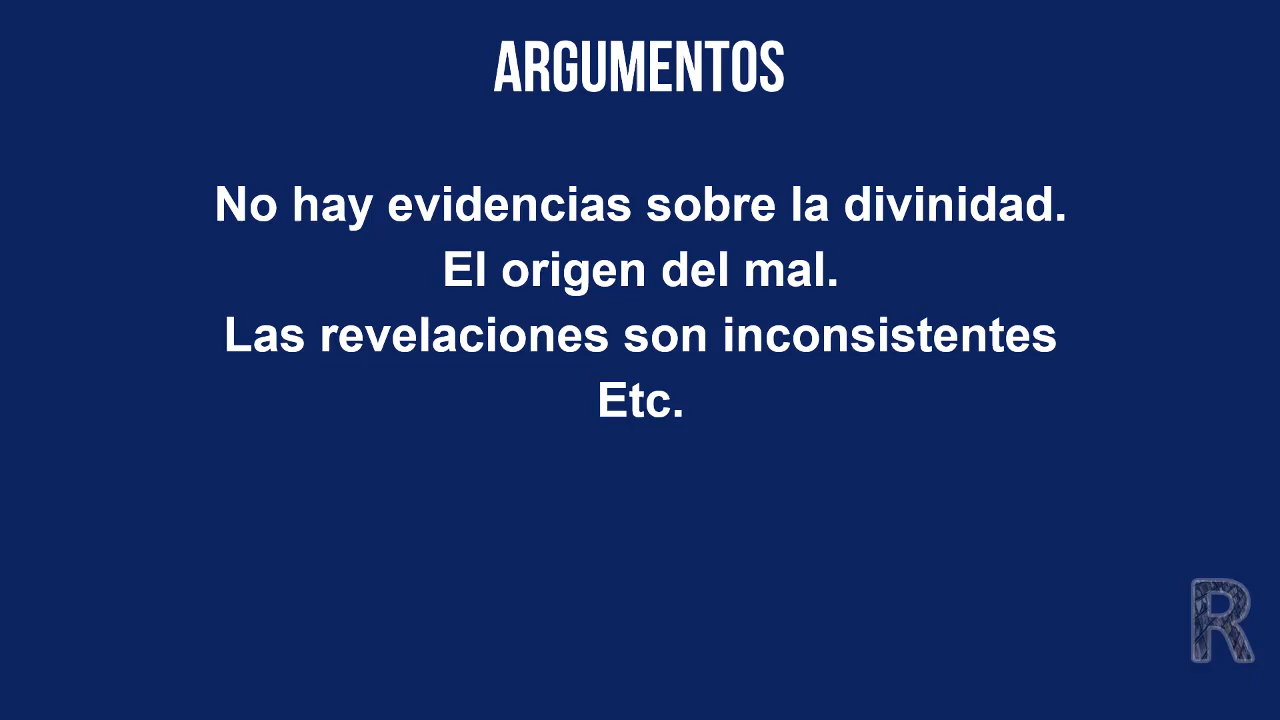 ARGUMENTOS
No hay evidencias sobre la divinidad.
El origen del mal.
Las revelaciones son inconsistentes
Etc.
R